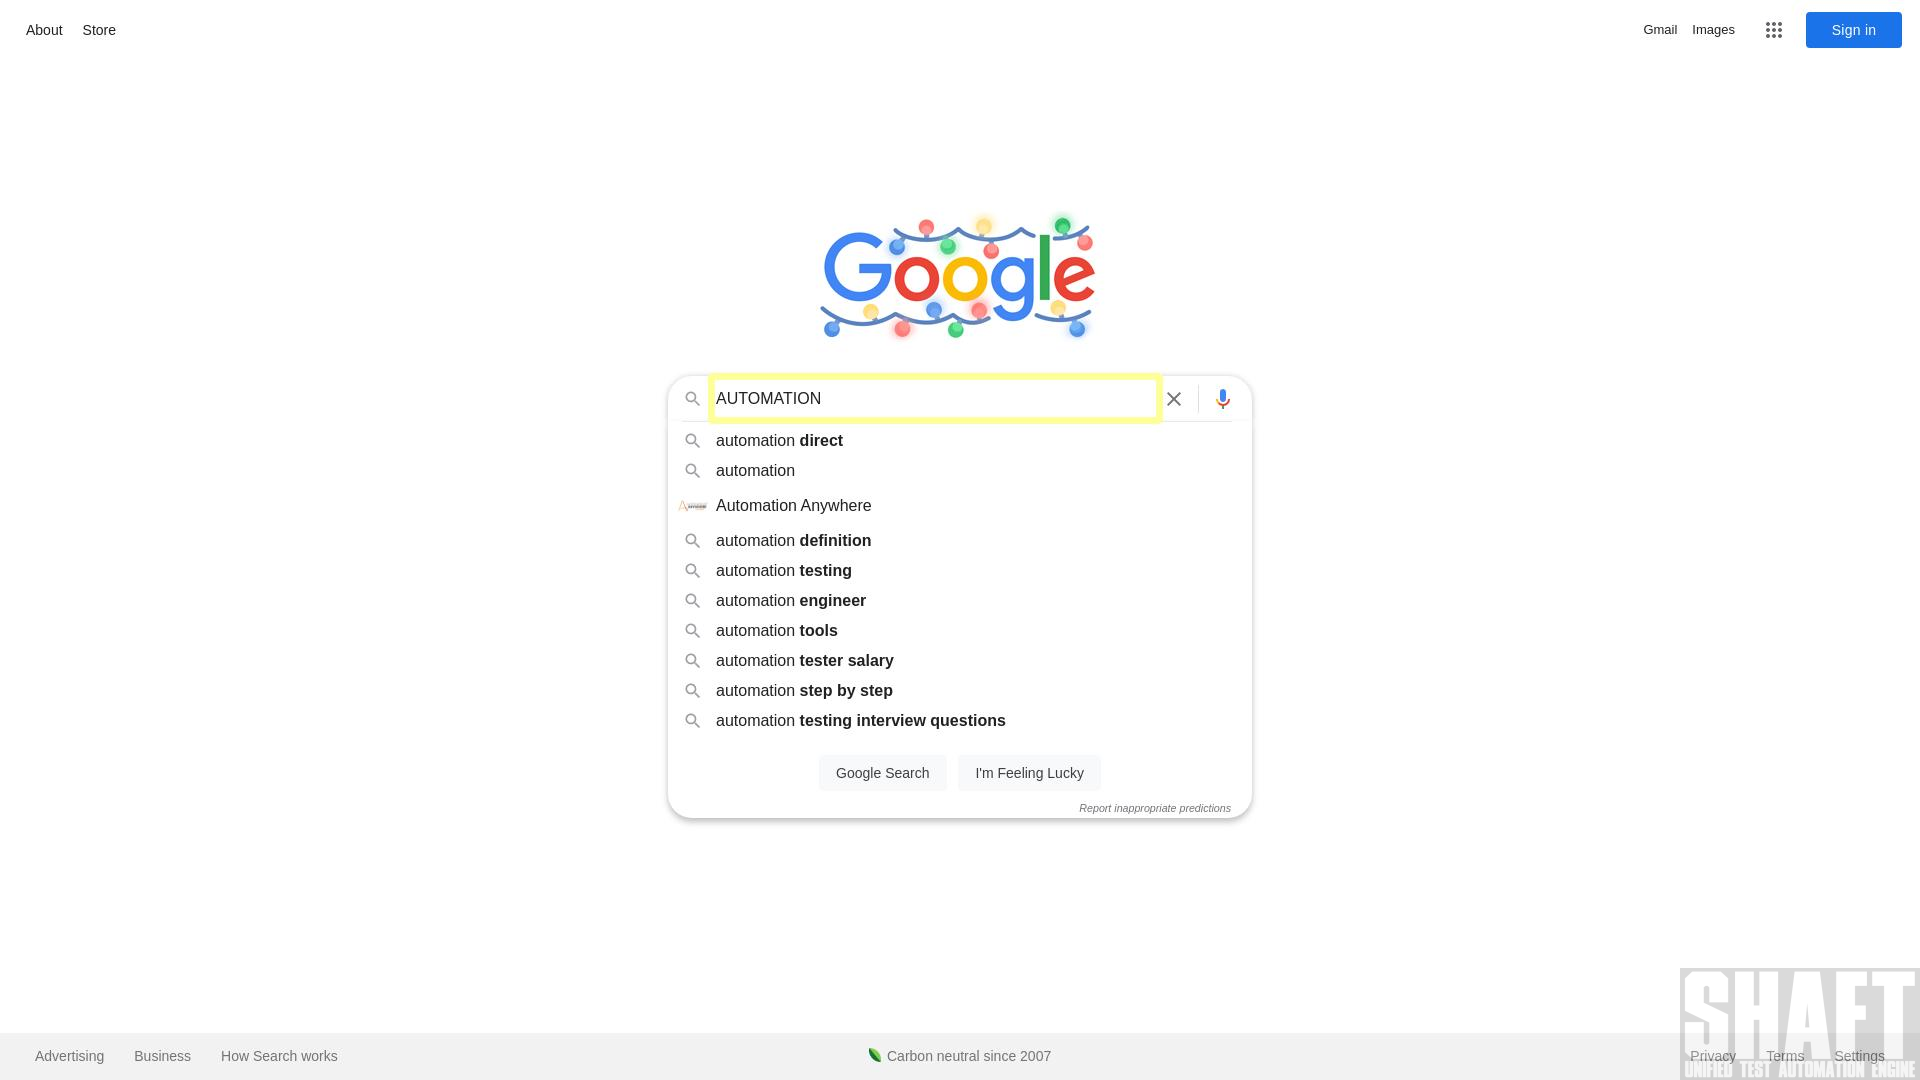 About Store
Gmail Images Sign in
Google
AUTOMATION
automation direct
automation
Automation Anywhere
automation definition
automation testing
automation engineer
automation tools
automation tester salary
automation step by step
automation testing interview questions
Google Search I'm Feeling Lucky
Report inappropriate predictions
SHAFT
UNIFIED TEST AUTOMATION ENGINE
Advertising Business How Search works Carbon neutral since 2007 Privacy Terms Settings